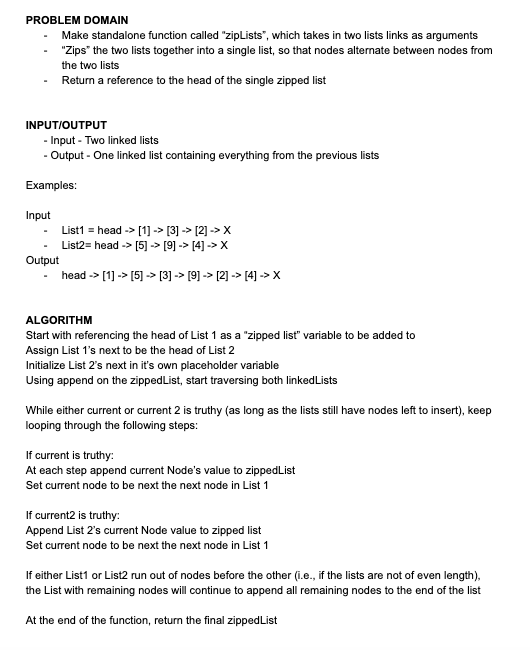 PROBLEM DOMAIN
- Make standalone function called “zipLists”, which takes in two lists links as arguments
- “Zips” the two lists together into a single list, so that nodes alternate between nodes from
the two lists
- Return a reference to the head of the single zipped list
INPUT/OUTPUT
- Input - Two linked lists
- Output - One linked list containing everything from the previous lists
Examples:
Input
- List1 = head -> [1] -> [3] -> [2] -> X
- List2= head -> [5] -> [9] -> [4] -> X
Output
- head -> [1] -> [5] -> [3] -> [9] -> [2] -> [4] -> X
ALGORITHM
Start with referencing the head of List 1 as a “zipped list” variable to be added to
Assign List 1’s next to be the head of List 2
Initialize List 2’s next in it’s own placeholder variable
Using append on the zippedList, start traversing both linkedLists
While either current or current 2 is truthy (as long as the lists still have nodes left to insert), keep
looping through the following steps:
If current is truthy:
At each step append current Node’s value to zippedList
Set current node to be next the next node in List 1
If current2 is truthy:
Append List 2’s current Node value to zipped list
Set current node to be next the next node in List 1
If either List1 or List2 run out of nodes before the other (i.e., if the lists are not of even length),
the List with remaining nodes will continue to append all remaining nodes to the end of the list
At the end of the function, return the final zippedList